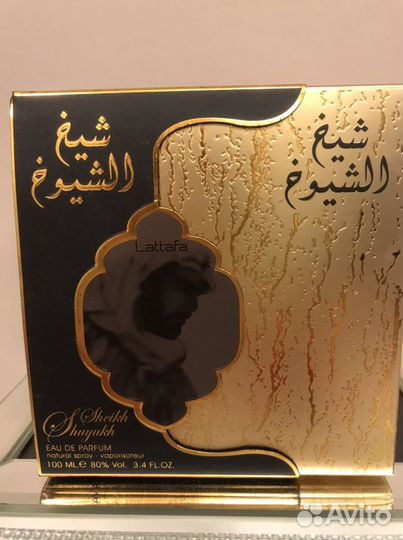 شيخ
الشيوخ
شيخ
الشيوخ
Lattafa
Sheikh
Shuyukh
EAU DE PARFUM
natural spray - vaporisateur
100 ML ℮ 80% Vol. 3.4 FL.OZ.
Avito